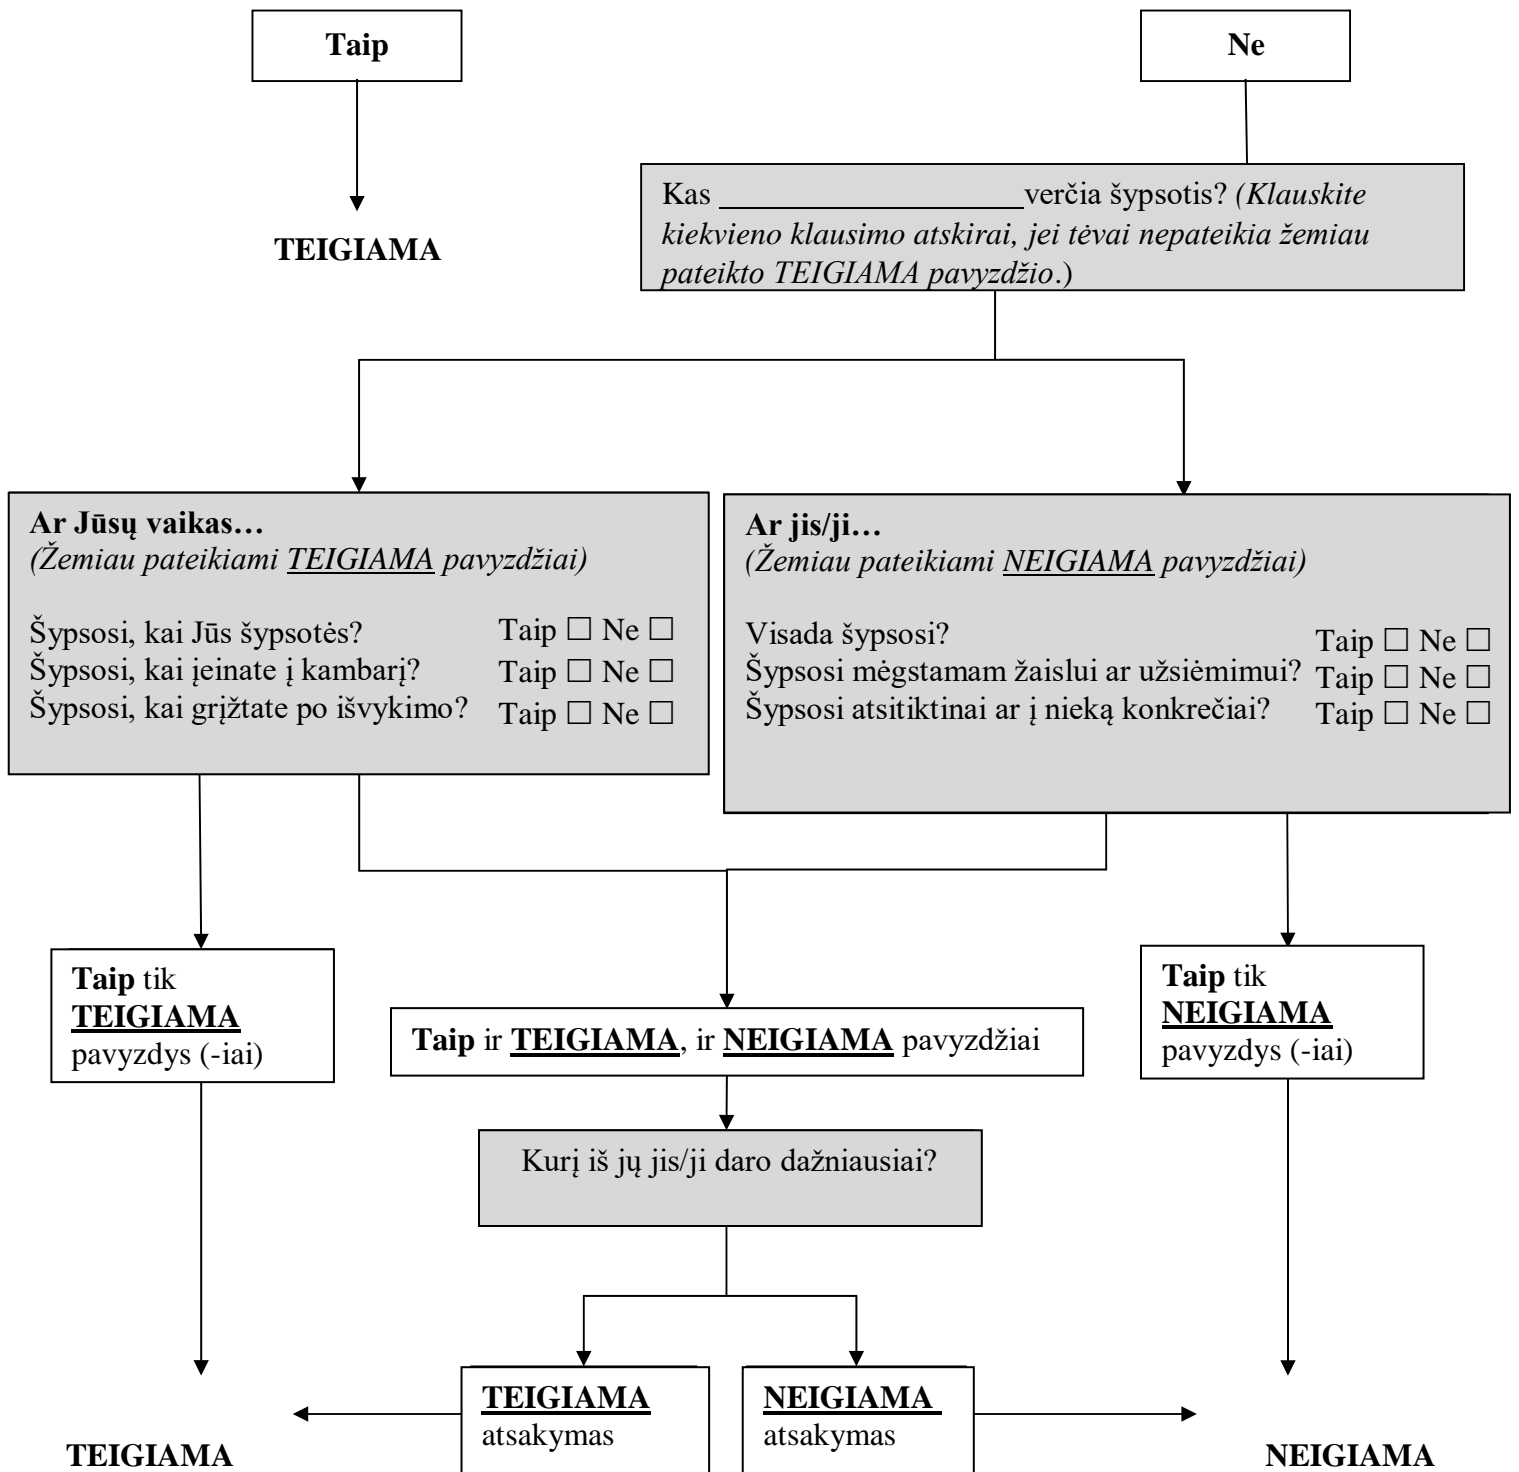 Taip
Ne
TEIGIAMA
Kas ___________________verčia šypsotis? (Klauskite
kiekvieno klausimo atskirai, jei tėvai nepateikia žemiau
pateikto TEIGIAMA pavyzdžio.)
Ar Jūsų vaikas…
(Žemiau pateikiami TEIGIAMA pavyzdžiai)
Šypsosi, kai Jūs šypsotės? Taip ☐ Ne ☐
Šypsosi, kai įeinate į kambarį? Taip ☐ Ne ☐
Šypsosi, kai grįžtate po išvykimo? Taip ☐ Ne ☐
Ar jis/ji…
(Žemiau pateikiami NEIGIAMA pavyzdžiai)
Visada šypsosi? Taip ☐ Ne ☐
Šypsosi mėgstamam žaislui ar užsiėmimui? Taip ☐ Ne ☐
Šypsosi atsitiktinai ar į nieką konkrečiai? Taip ☐ Ne ☐
Taip tik
TEIGIAMA
pavyzdys (-iai)
Taip ir TEIGIAMA, ir NEIGIAMA pavyzdžiai
Taip tik
NEIGIAMA
pavyzdys (-iai)
Kurį iš jų jis/ji daro dažniausiai?
TEIGIAMA
atsakymas
NEIGIAMA
atsakymas
TEIGIAMA
NEIGIAMA